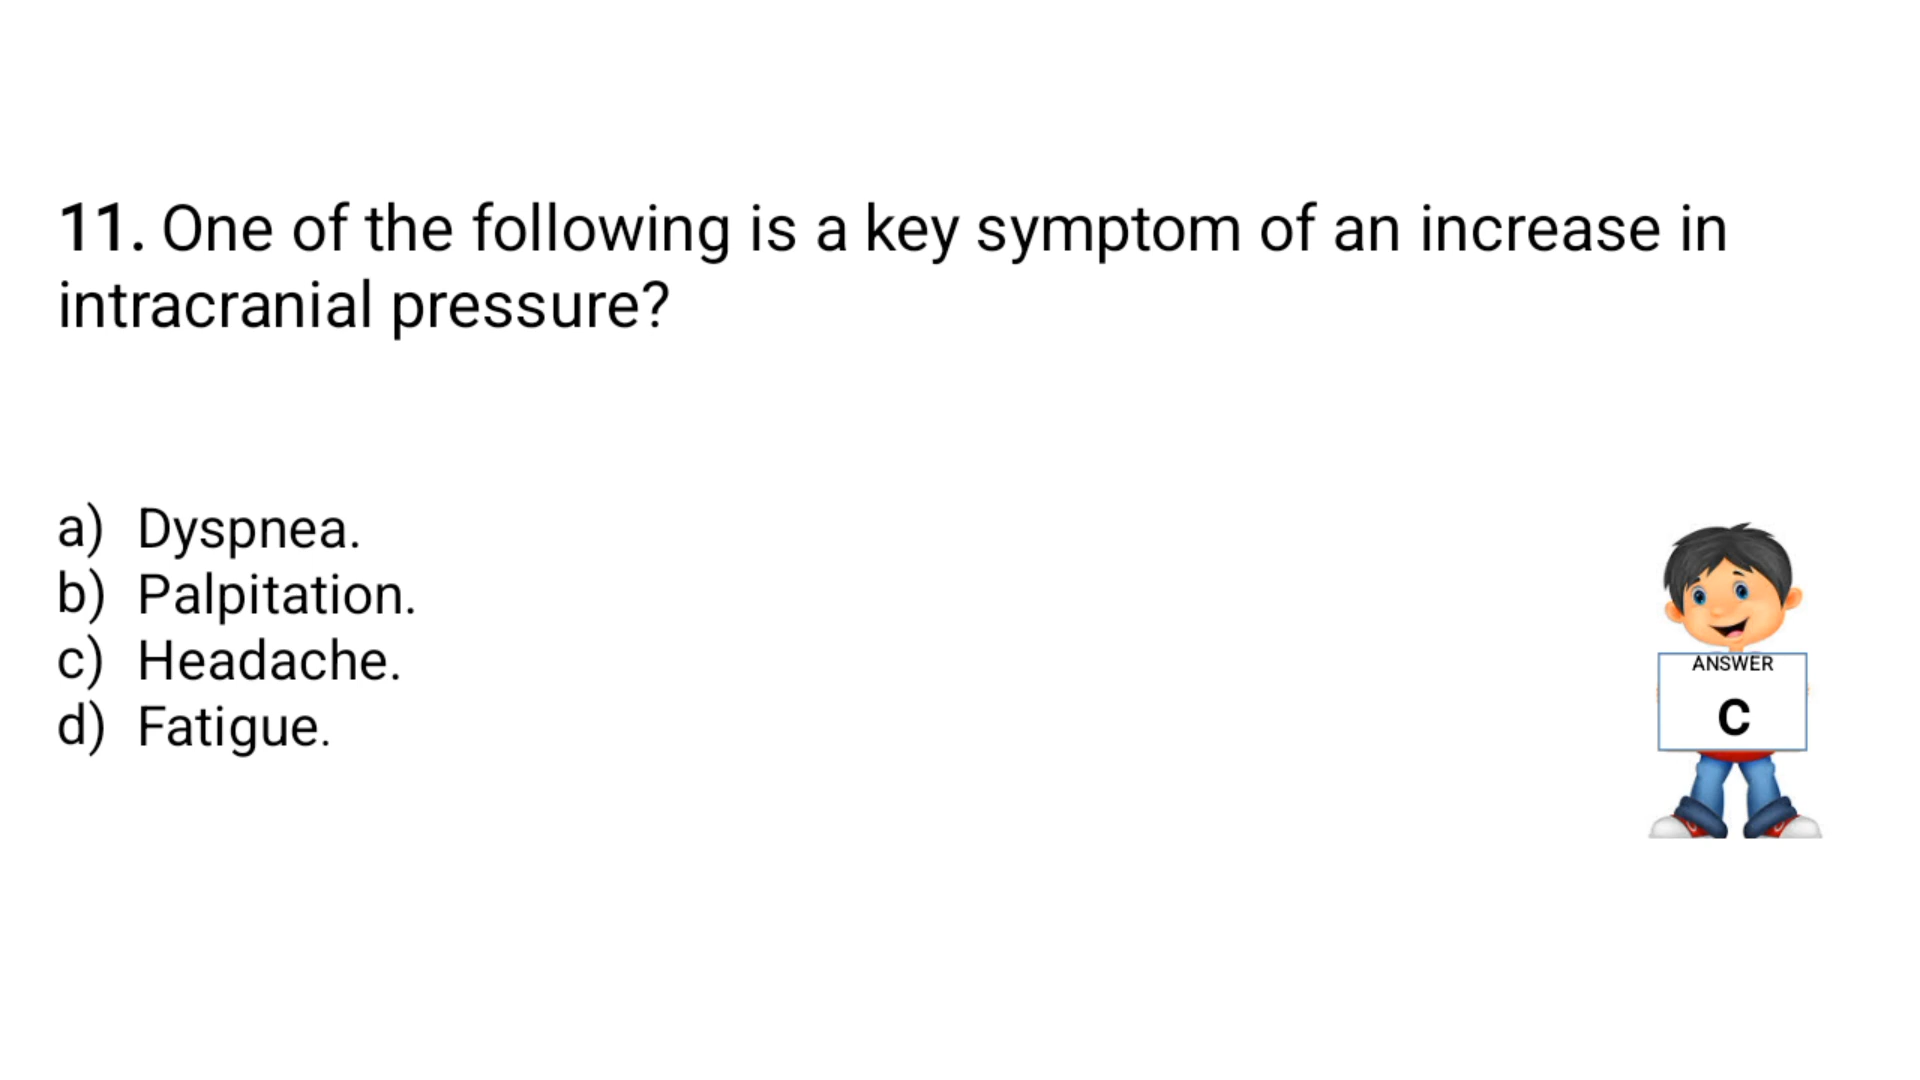 11. One of the following is a key symptom of an increase in
intracranial pressure?
a) Dyspnea.
b) Palpitation.
c) Headache.
d) Fatigue.
ANSWER
C